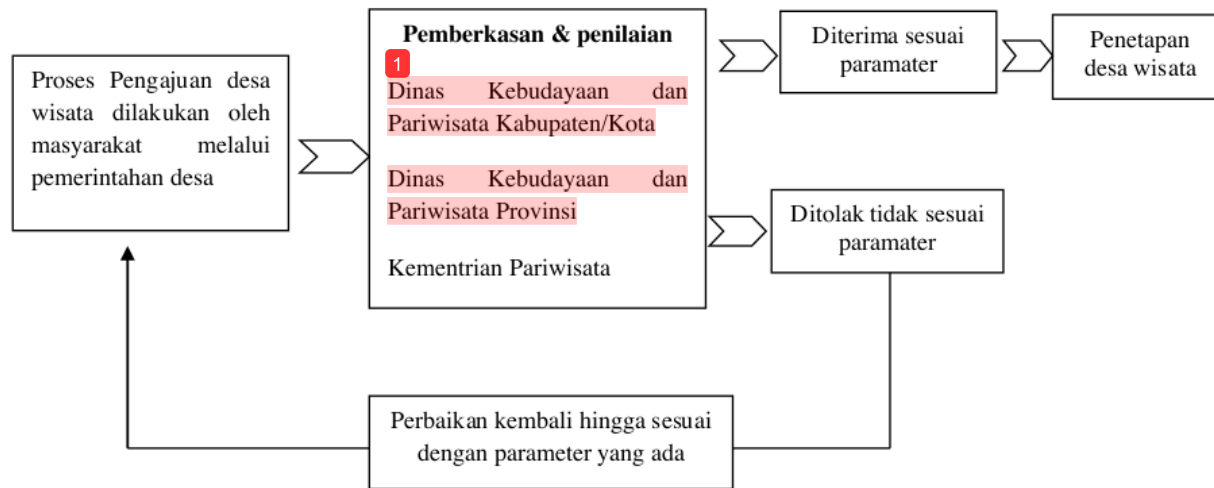 Proses Pengajuan desa
wisata dilakukan oleh
masyarakat melalui
pemerintahan desa
Pemberkasan & penilaian
1
Dinas Kebudayaan dan
Pariwisata Kabupaten/Kota
Dinas Kebudayaan dan
Pariwisata Provinsi
Kementrian Pariwisata
Diterima sesuai
paramater
Penetapan
desa wisata
Ditolak tidak sesuai
paramater
Perbaikan kembali hingga sesuai
dengan parameter yang ada